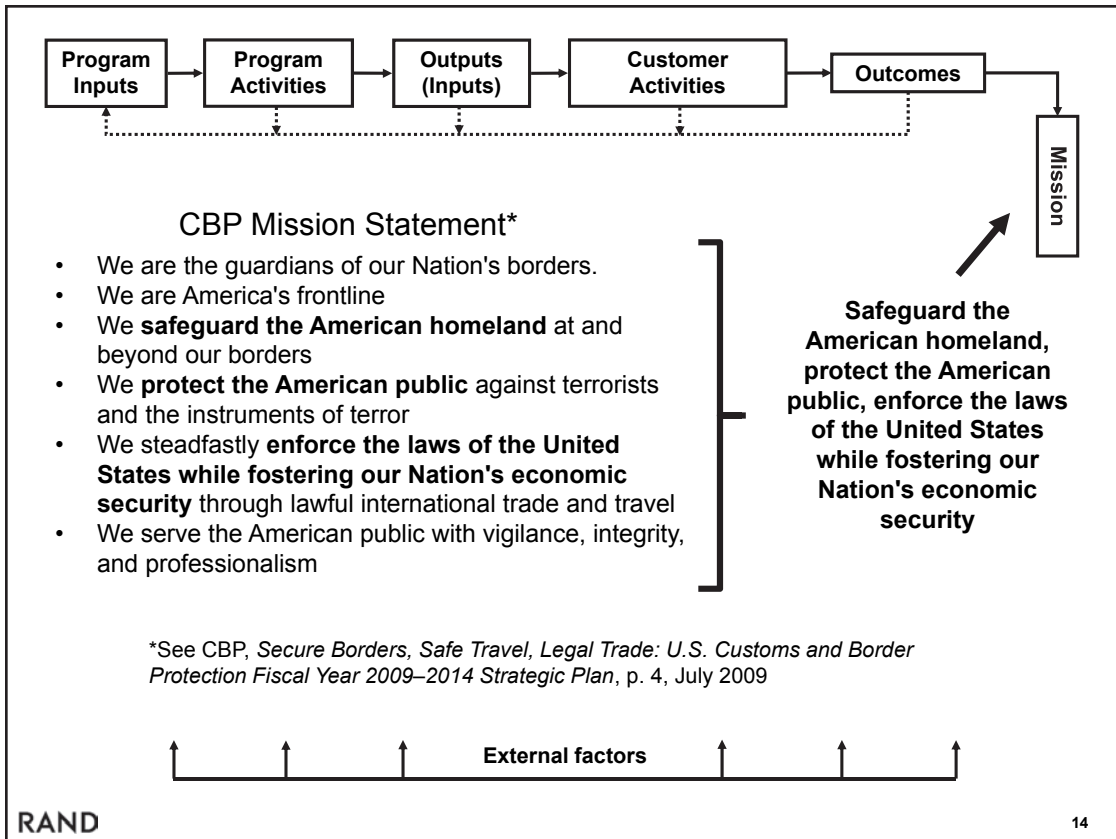 Program
Inputs
Program
Activities
Outputs
(Inputs)
Customer
Activities
Outcomes
Mission
CBP Mission Statement*
• We are the guardians of our Nation's borders.
• We are America's frontline
• We safeguard the American homeland at and
beyond our borders
• We protect the American public against terrorists
and the instruments of terror
• We steadfastly enforce the laws of the United
States while fostering our Nation's economic
security through lawful international trade and travel
• We serve the American public with vigilance, integrity,
and professionalism
Safeguard the
American homeland,
protect the American
public, enforce the laws
of the United States
while fostering our
Nation's economic
security
*See CBP, Secure Borders, Safe Travel, Legal Trade: U.S. Customs and Border
Protection Fiscal Year 2009–2014 Strategic Plan, p. 4, July 2009
External factors
RAND
14